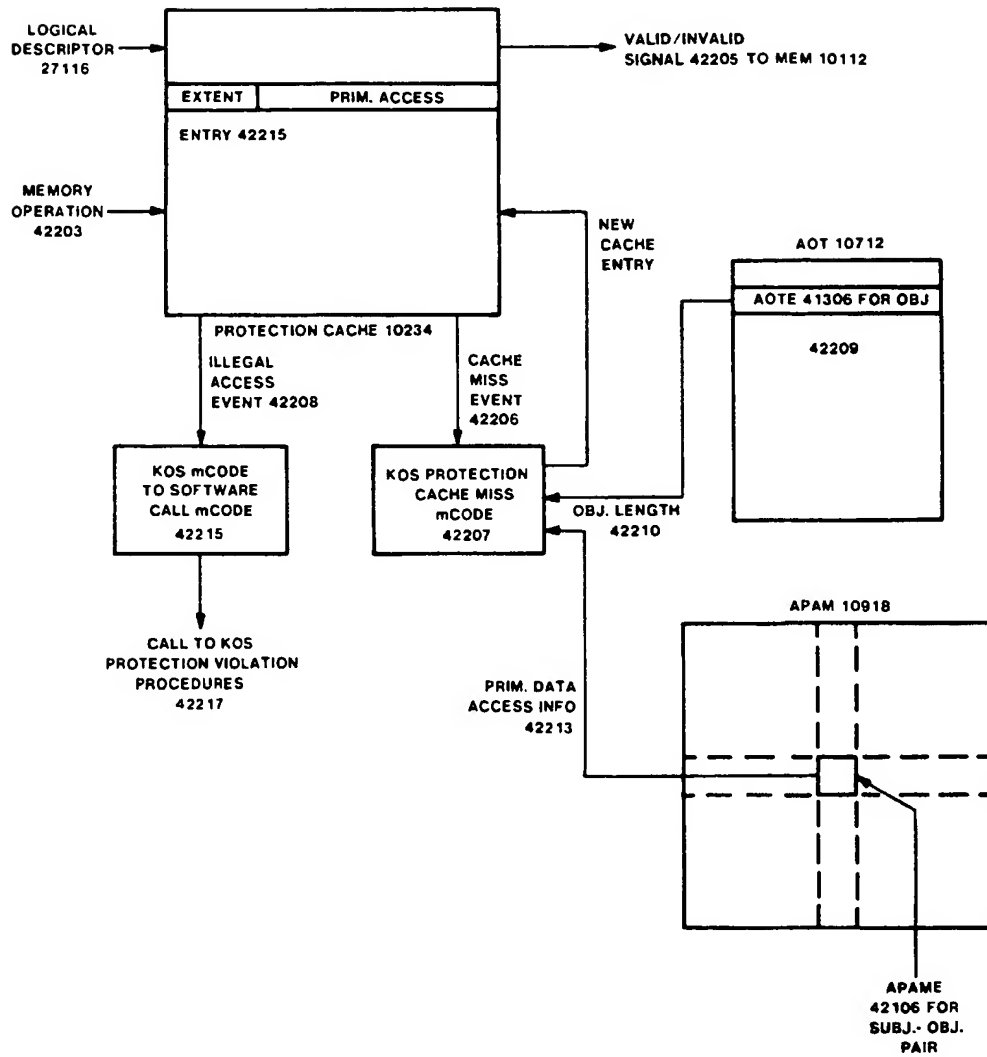 LOGICAL
DESCRIPTOR
27116
VALID/INVALID
SIGNAL 42205 TO MEM 10112
EXTENT
PRIM. ACCESS
ENTRY 42215
MEMORY
OPERATION
42203
NEW
CACHE
ENTRY
AOT 10712
AOTE 41306 FOR OBJ
42209
PROTECTION CACHE 10234
ILLEGAL
ACCESS
EVENT 42208
CACHE
MISS
EVENT
42206
KOS mCODE
TO SOFTWARE
CALL mCODE
42215
KOS PROTECTION
CACHE MISS
mCODE
42207
OBJ. LENGTH
42210
CALL TO KOS
PROTECTION VIOLATION
PROCEDURES
42217
APAM 10918
PRIM. DATA
ACCESS INFO
42213
APAME
42106 FOR
SUBJ.- OBJ.
PAIR